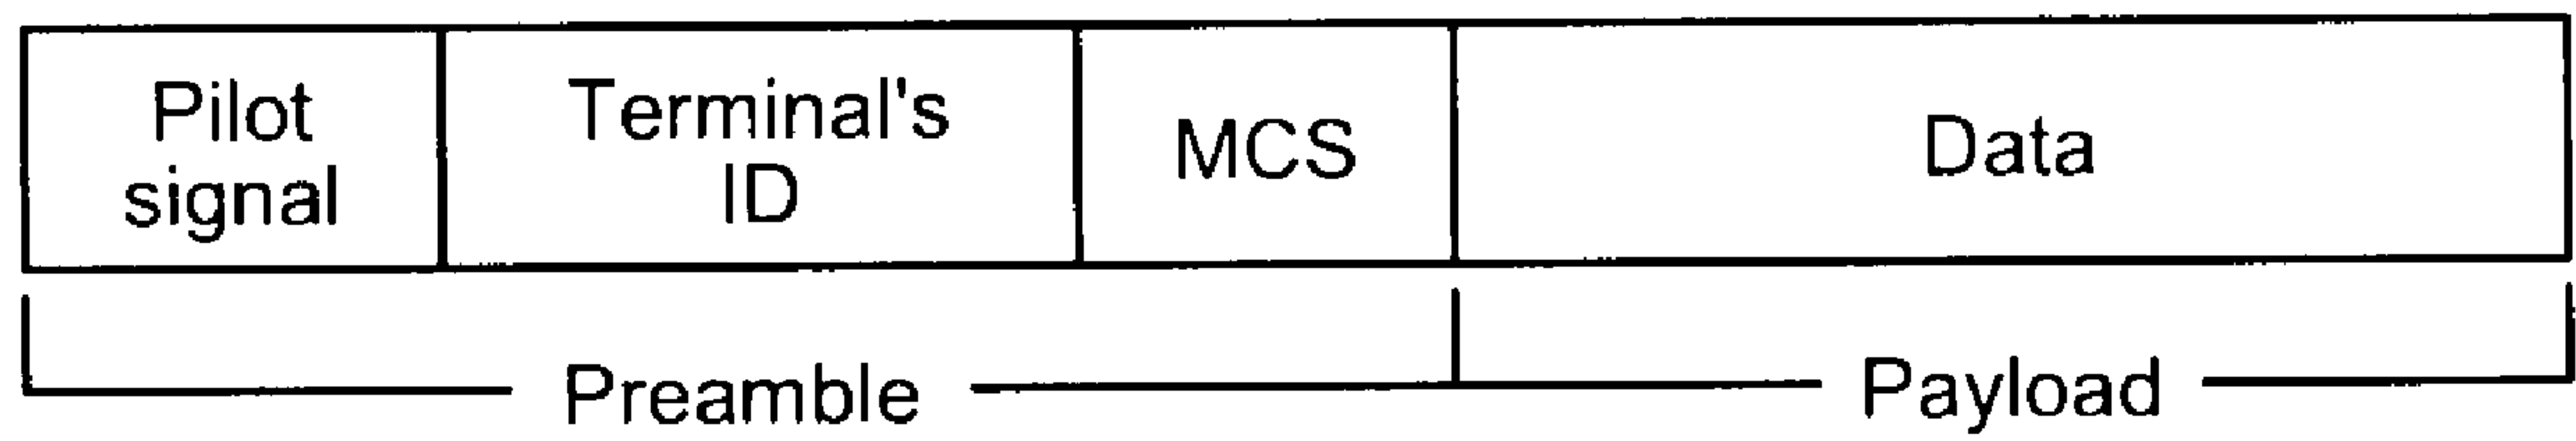 Pilot
signal
Terminal's
ID
MCS
Data
Preamble
Payload